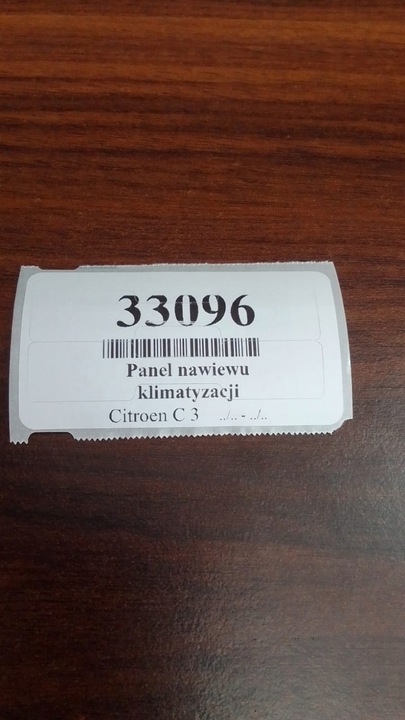 33096
Panel nawiewu
klimatyzacji
Citroen C 3 ../.. - ../..